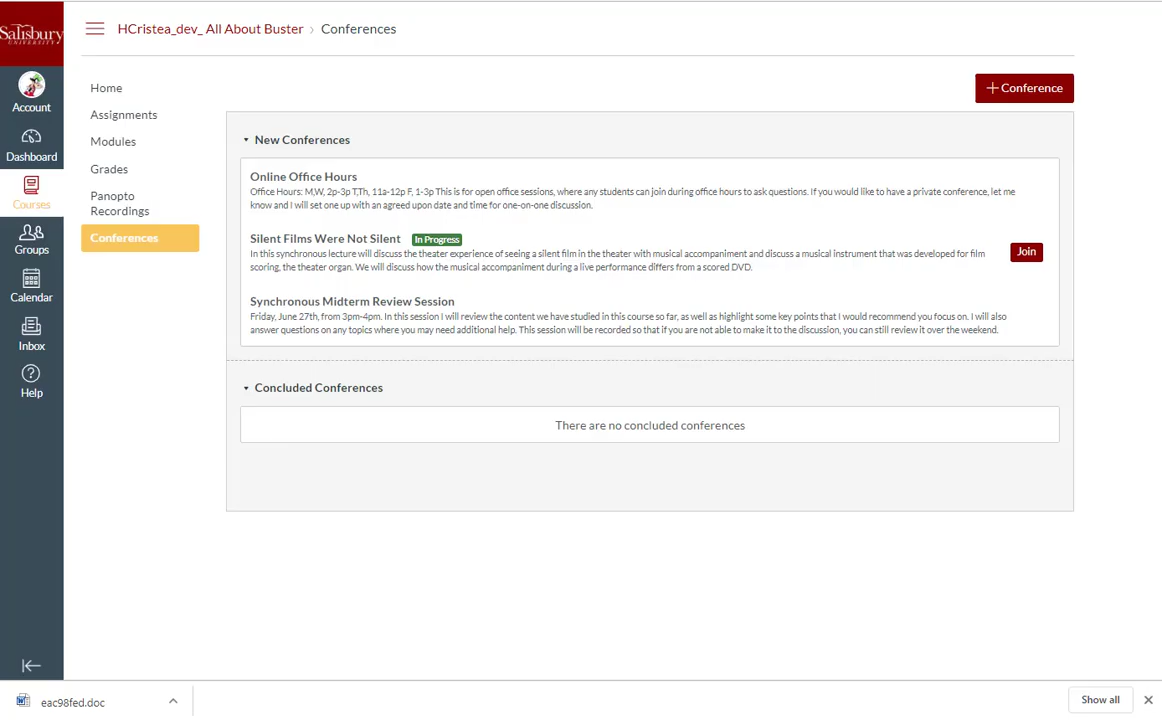 Salisbury
UNIVERSITY
HCristea_dev_ All About Buster › Conferences
Account
Dashboard
Courses
Groups
Calendar
Inbox
Help
Home
Assignments
Modules
Grades
Panopto
Recordings
Conferences
+ Conference
New Conferences
Online Office Hours
Office Hours: M,W, 2p-3p T,Th, 11a-12p F, 1-3p This is for open office sessions, where any students can join during office hours to ask questions. If you would like to have a private conference, let me
know and I will set one up with an agreed upon date and time for one-on-one discussion.
Silent Films Were Not Silent In Progress
In this synchronous lecture will discuss the theater experience of seeing a silent film in the theater with musical accompaniment and discuss a musical instrument that was developed for film
scoring, the theater organ. We will discuss how the musical accompaniment during a live performance differs from a scored DVD.
Join
Synchronous Midterm Review Session
Friday, June 27th, from 3pm-4pm. In this session I will review the content we have studied in this course so far, as well as highlight some key points that I would recommend you focus on. I will also
answer questions on any topics where you may need additional help. This session will be recorded so that if you are not able to make it to the discussion, you can still review it over the weekend.
Concluded Conferences
There are no concluded conferences
eac98fed.doc
Show all